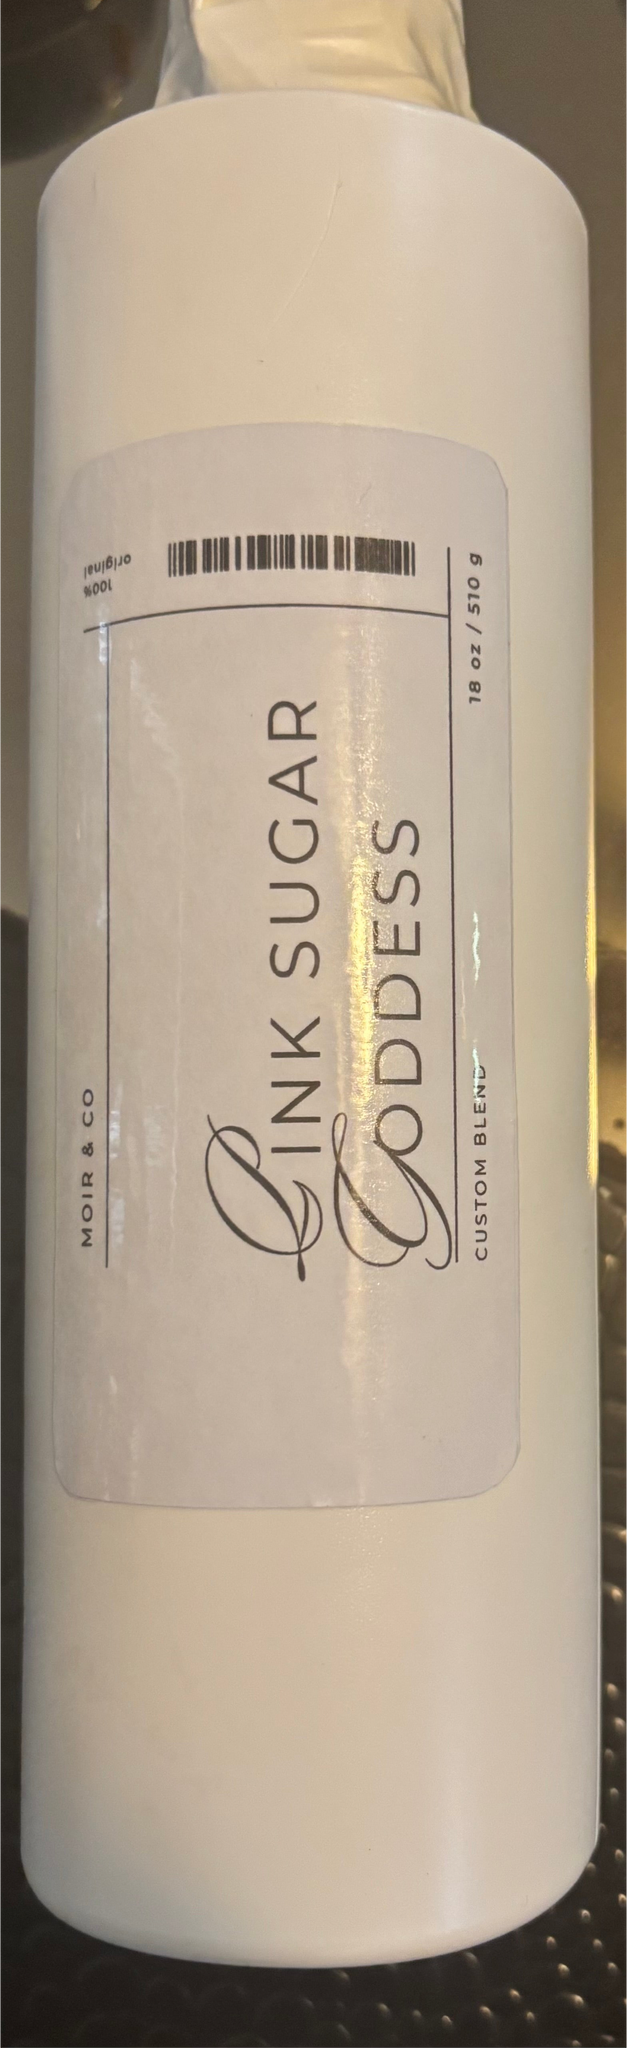 MOIR & CO
100%
original
PINK SUGAR
GODDESS
CUSTOM BLEND
18 oz / 510 g